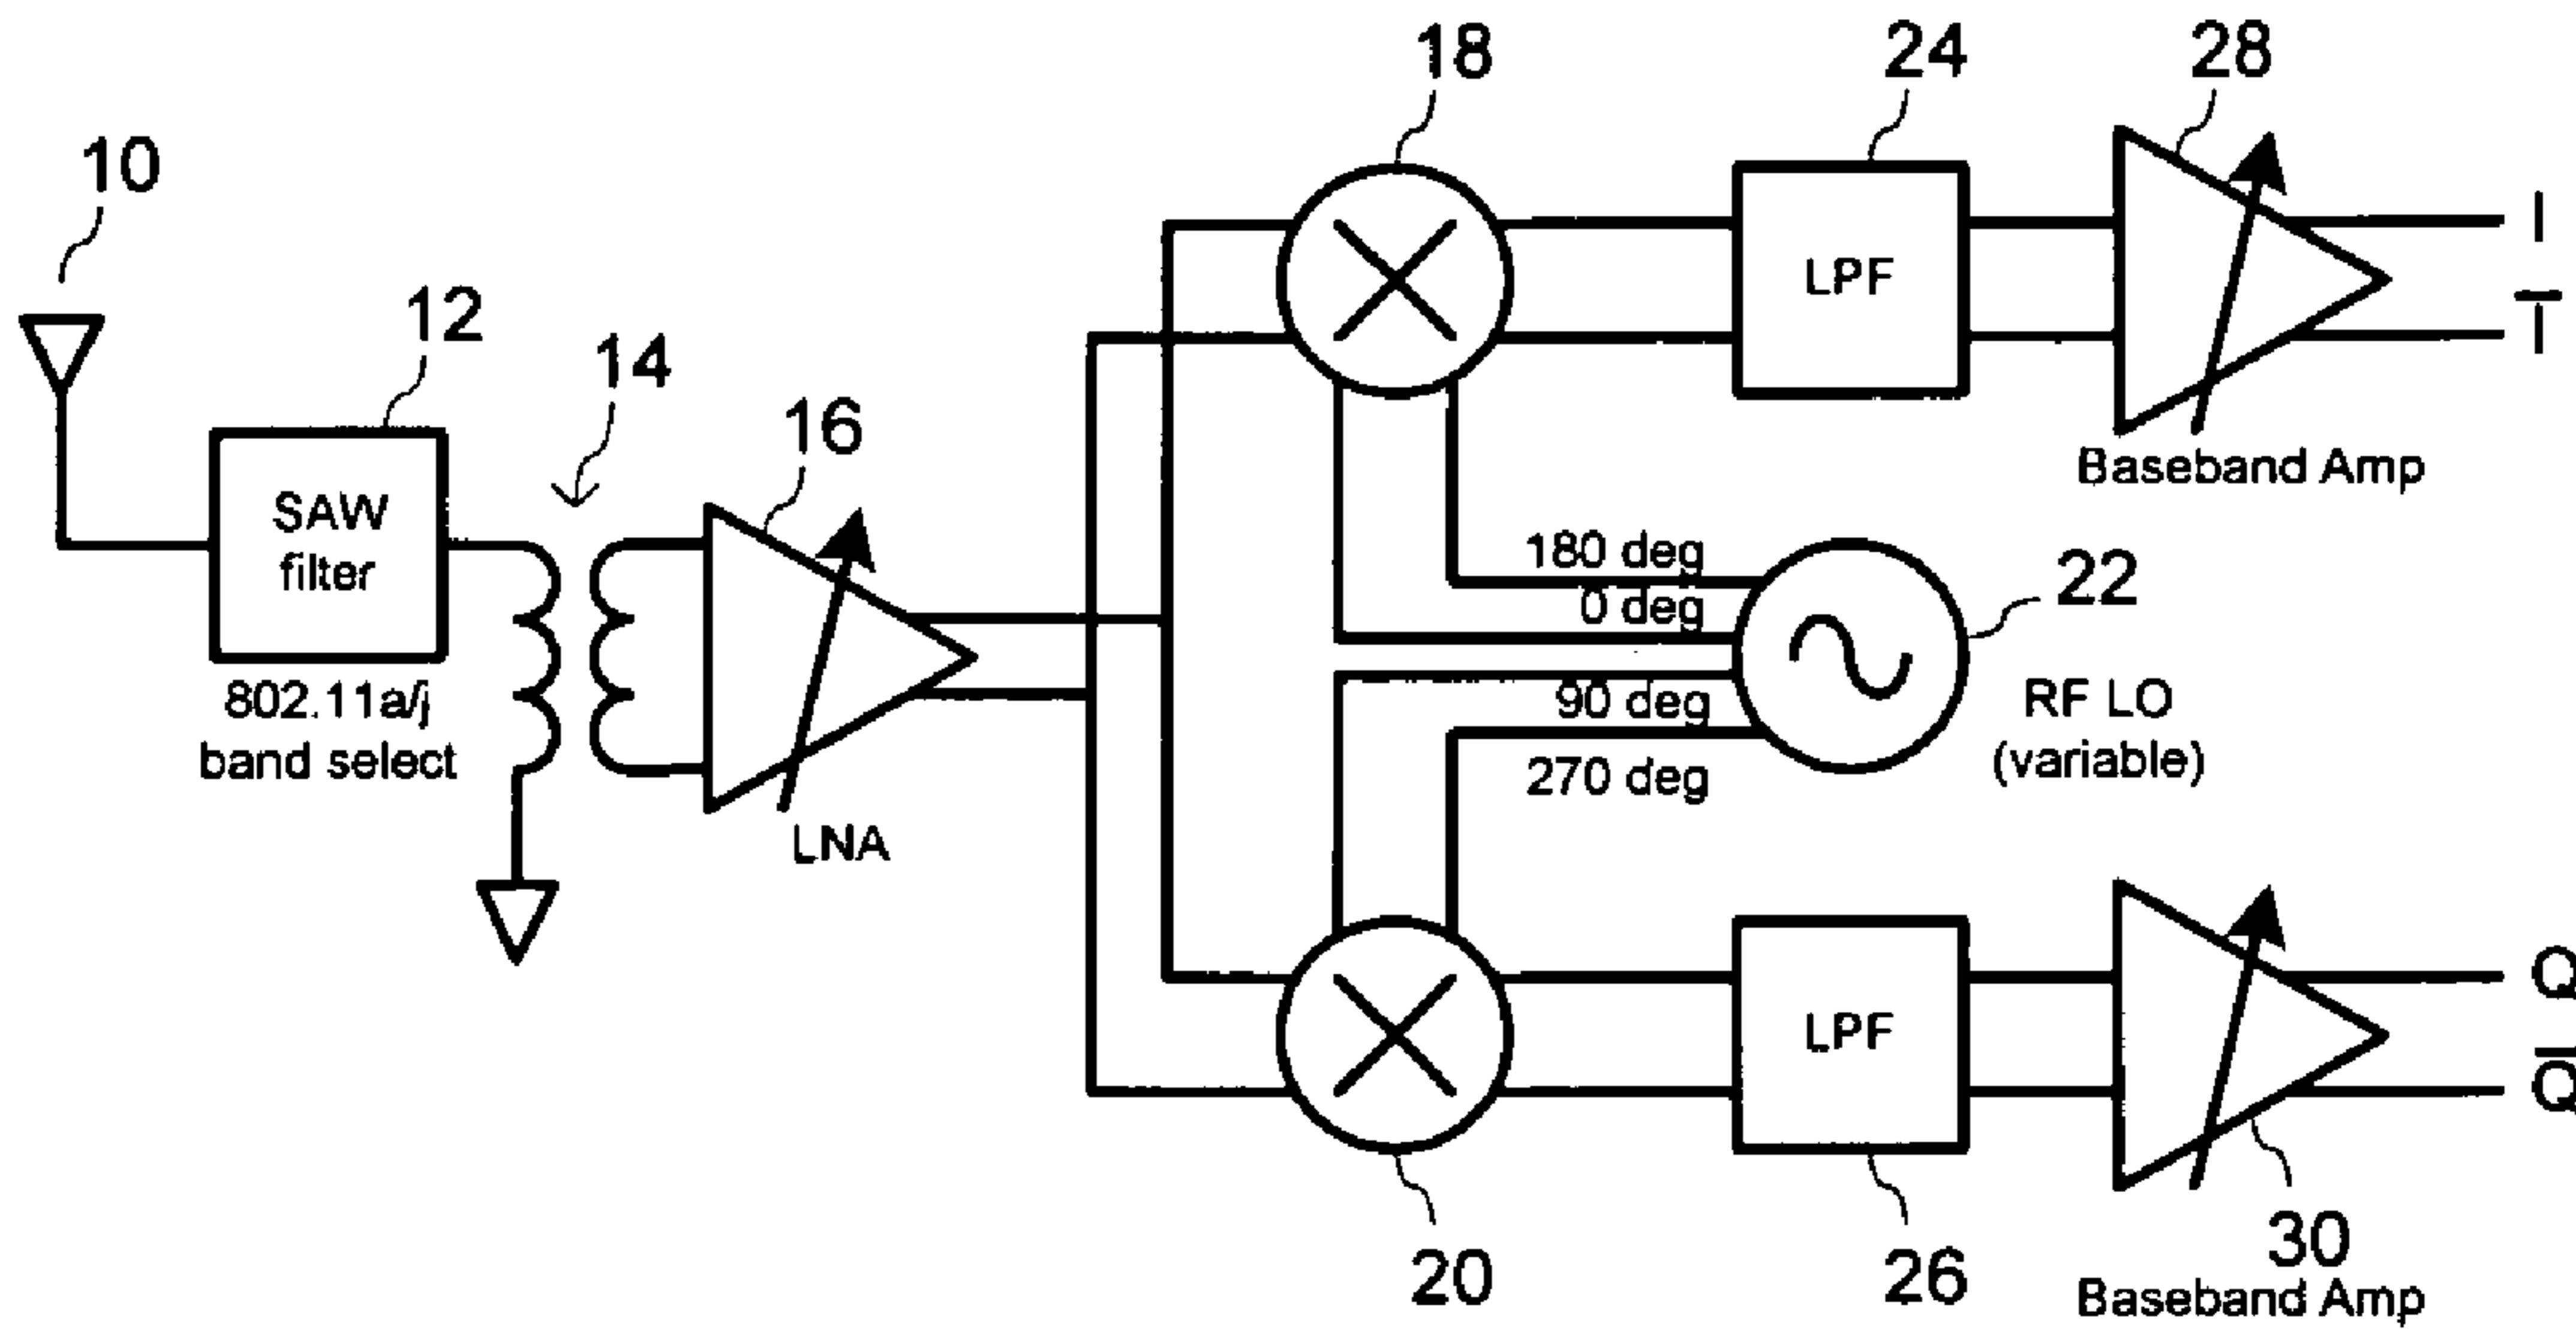 18
24
28
10
I
LPF
12
Ī
14
16
Baseband Amp
SAW
filter
180 deg
0 deg
22
802.11a/j
band select
90 deg
270 deg
RF LO
(variable)
LNA
Q
LPF
Q̅
20
26
30
Baseband Amp